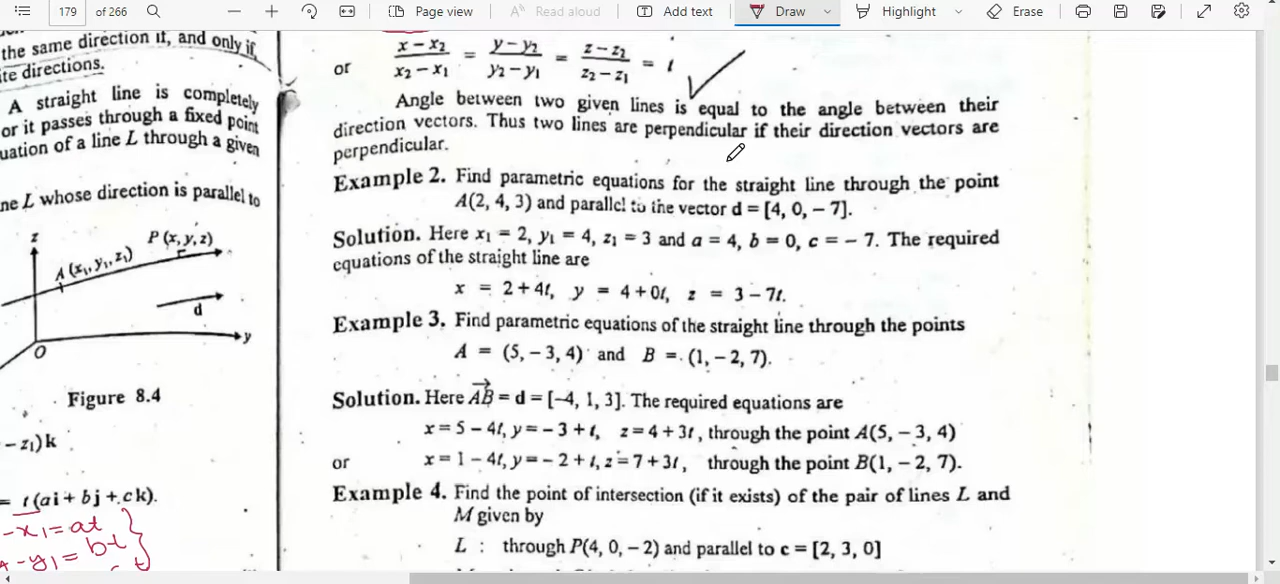 179 of 266 Page view Read aloud Add text Draw Highlight Erase
the same direction if, and only if,
ite directions.
A straight line is completely
or it passes through a fixed point
uation of a line L through a given
ne L whose direction is parallel to
z
P (x, y, z)
A (x₁, y₁, z₁)
d
y
O
Figure 8.4
– z₁)k
= t (ai + bj + ck).
-x₁ = at
-y₁ = bt
or x – x₂ / x₂ – x₁ = y – y₂ / y₂ – y₁ = z – z₂ / z₂ – z₁ = t
Angle between two given lines is equal to the angle between their
direction vectors. Thus two lines are perpendicular if their direction vectors are
perpendicular.
Example 2. Find parametric equations for the straight line through the point
A(2, 4, 3) and parallel to the vector d = [4, 0, – 7].
Solution. Here x₁ = 2, y₁ = 4, z₁ = 3 and a = 4, b = 0, c = – 7. The required
equations of the straight line are
x = 2 + 4t, y = 4 + 0t, z = 3 – 7t.
Example 3. Find parametric equations of the straight line through the points
A = (5, – 3, 4) and B = (1, – 2, 7).
Solution. Here A⃗B⃗ = d = [–4, 1, 3]. The required equations are
x = 5 – 4t, y = – 3 + t, z = 4 + 3t, through the point A(5, – 3, 4)
or x = 1 – 4t, y = – 2 + t, z = 7 + 3t, through the point B(1, – 2, 7).
Example 4. Find the point of intersection (if it exists) of the pair of lines L and
M given by
L : through P(4, 0, – 2) and parallel to c = [2, 3, 0]